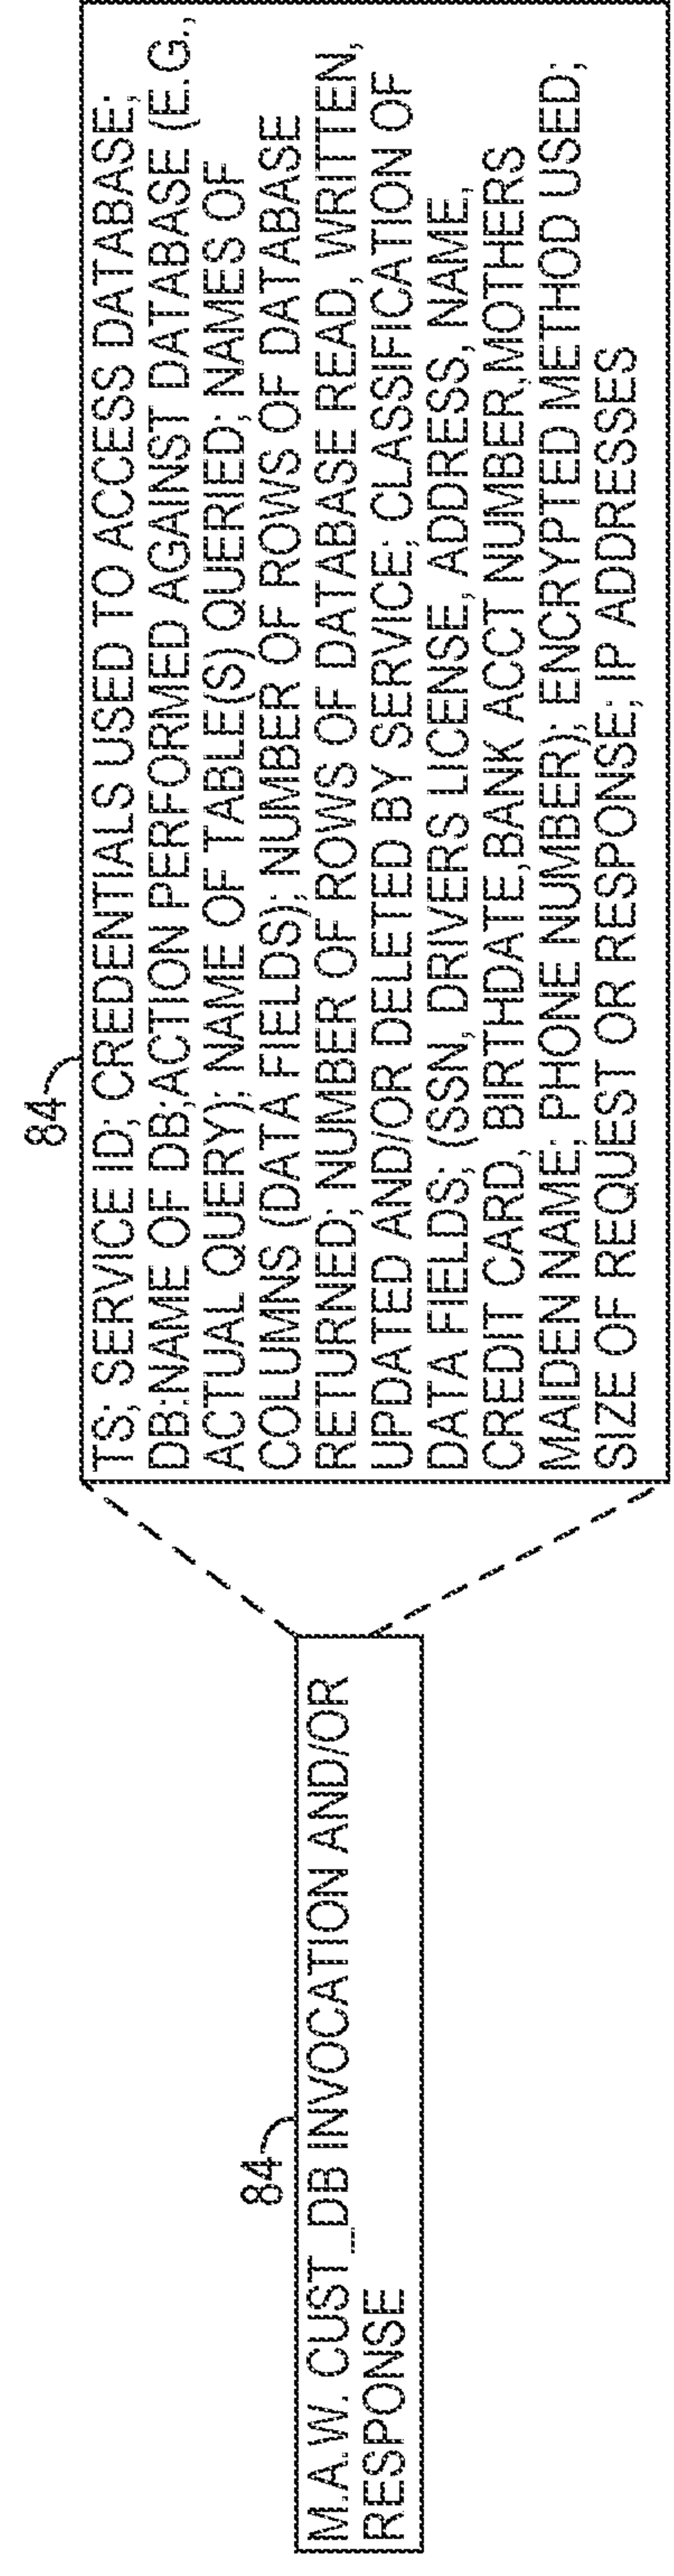 84
M.A.W. CUST_DB INVOCATION AND/OR
RESPONSE
84
TS; SERVICE ID; CREDENTIALS USED TO ACCESS DATABASE;
DB:NAME OF DB;ACTION PERFORMED AGAINST DATABASE (E.G.,
ACTUAL QUERY); NAME OF TABLE(S) QUERIED; NAMES OF
COLUMNS (DATA FIELDS); NUMBER OF ROWS OF DATABASE
RETURNED; NUMBER OF ROWS OF DATABASE READ, WRITTEN,
UPDATED AND/OR DELETED BY SERVICE; CLASSIFICATION OF
DATA FIELDS; (SSN, DRIVERS LICENSE, ADDRESS, NAME,
CREDIT CARD, BIRTHDATE,BANK ACCT NUMBER,MOTHERS
MAIDEN NAME; PHONE NUMBER); ENCRYPTED METHOD USED;
SIZE OF REQUEST OR RESPONSE; IP ADDRESSES